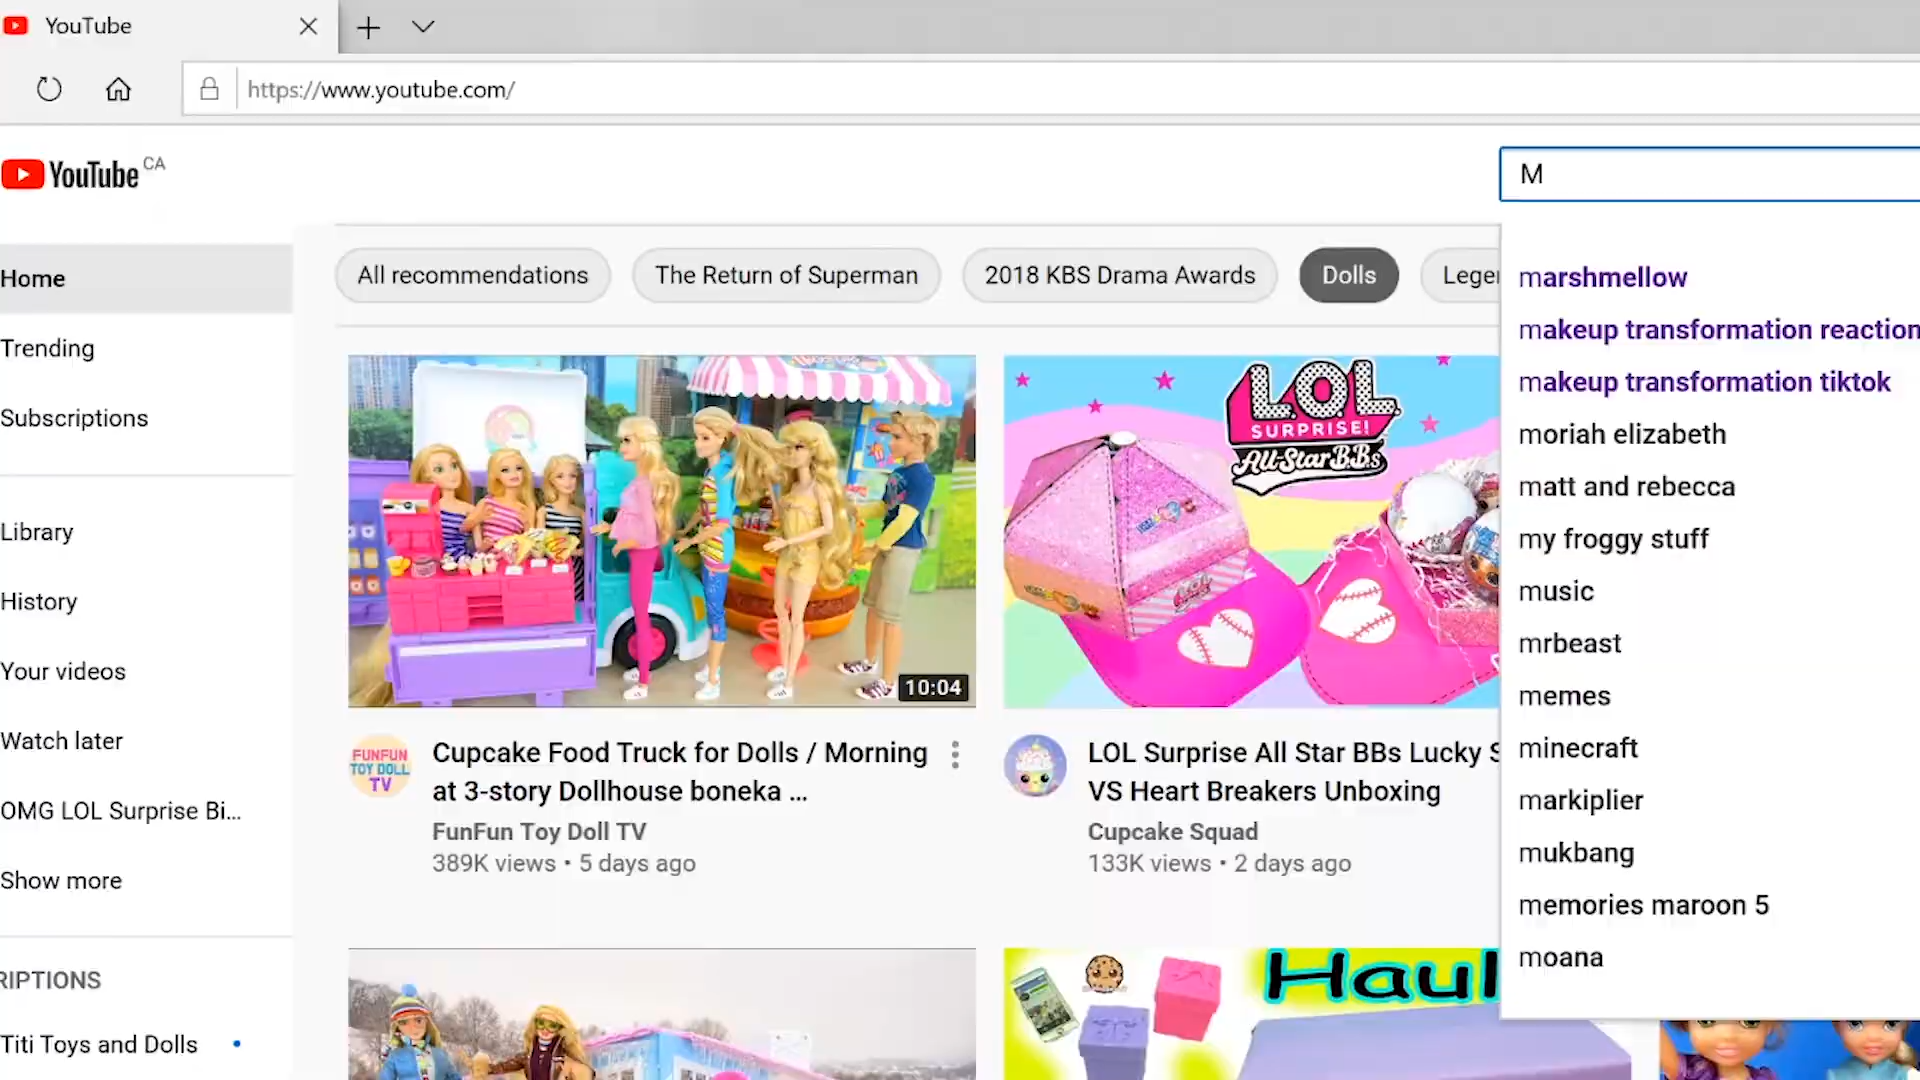 YouTube
https://www.youtube.com/
YouTube CA
M
Home
Trending
Subscriptions
Library
History
Your videos
Watch later
OMG LOL Surprise Bi...
Show more
RIPTIONS
Titi Toys and Dolls
All recommendations
The Return of Superman
2018 KBS Drama Awards
Dolls
Leger
10:04
FUNFUN
TOY DOLL
TV
Cupcake Food Truck for Dolls / Morning
at 3-story Dollhouse boneka ...
FunFun Toy Doll TV
389K views • 5 days ago
LOL
SURPRISE!
All-Star B.B.s
LOL Surprise All Star BBs Lucky S
VS Heart Breakers Unboxing
Cupcake Squad
133K views • 2 days ago
Haul
marshmellow
makeup transformation reaction
makeup transformation tiktok
moriah elizabeth
matt and rebecca
my froggy stuff
music
mrbeast
memes
minecraft
markiplier
mukbang
memories maroon 5
moana